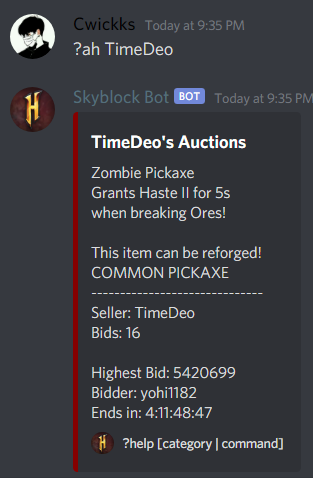 Cwickks Today at 9:35 PM
?ah TimeDeo
Skyblock Bot BOT Today at 9:35 PM
TimeDeo's Auctions
Zombie Pickaxe
Grants Haste II for 5s
when breaking Ores!
This item can be reforged!
COMMON PICKAXE
------------------------------
Seller: TimeDeo
Bids: 16
Highest Bid: 5420699
Bidder: yohi1182
Ends in: 4:11:48:47
?help [category | command]